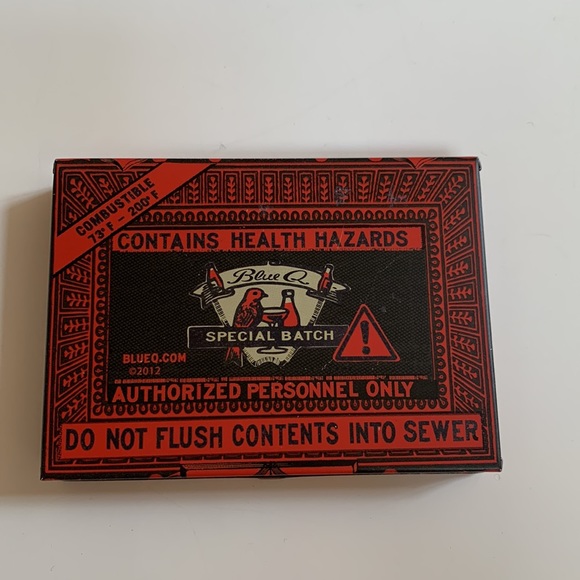 COMBUSTIBLE
73°F - 200°F
CONTAINS HEALTH HAZARDS
Blue Q
SPECIAL BATCH
!
BLUEQ.COM
©2012
AUTHORIZED PERSONNEL ONLY
DO NOT FLUSH CONTENTS INTO SEWER